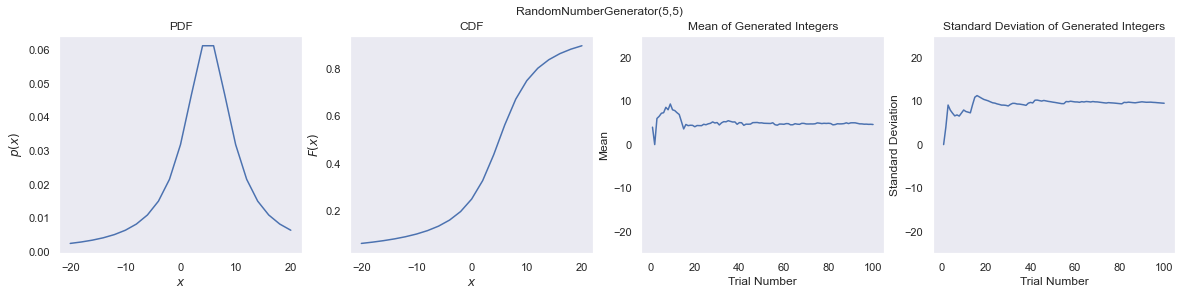 RandomNumberGenerator(5,5)
PDF
p(x)
0.06
0.05
0.04
0.03
0.02
0.01
0.00
−20 −10 0 10 20
x
CDF
F(x)
0.8
0.6
0.4
0.2
−20 −10 0 10 20
x
Mean of Generated Integers
Mean
20
10
0
−10
−20
0 20 40 60 80 100
Trial Number
Standard Deviation of Generated Integers
Standard Deviation
20
10
0
−10
−20
0 20 40 60 80 100
Trial Number